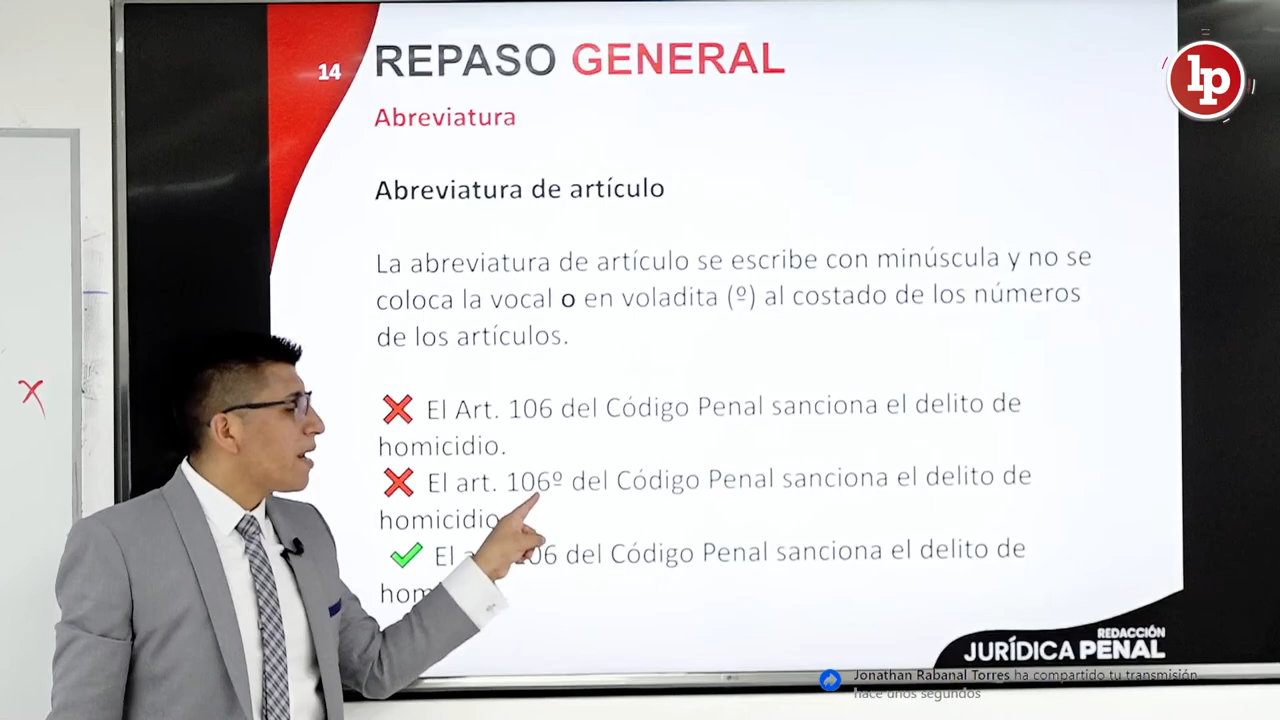 14
REPASO GENERAL
lp
Abreviatura
Abreviatura de artículo
La abreviatura de artículo se escribe con minúscula y no se
coloca la vocal o en voladita (º) al costado de los números
de los artículos.
❌ El Art. 106 del Código Penal sanciona el delito de
homicidio.
❌ El art. 106º del Código Penal sanciona el delito de
homicidio
✅ El 106 del Código Penal sanciona el delito de
REDACCIÓN
JURÍDICA PENAL
Jonathan Rabanal Torres ha compartido tu transmisión
hace unos segundos